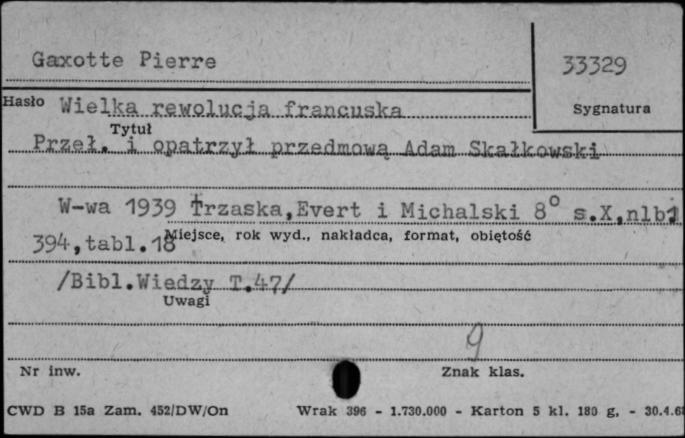 Gaxotte Pierre
33329
Hasło Wielka rewolucja francuska
Sygnatura
Tytuł
Przeł. i opatrzył przedmową Adam Skałkowski
W-wa 1939 Trzaska,Evert i Michalski 8° s.X,nlb1
394,tabl.18
Miejsce, rok wyd., nakładca, format, objętość
/Bibl.Wiedzy T.47/
Uwagi
9
Nr inw.
Znak klas.
CWD B 15a Zam. 452/DW/On
Wrak 396 - 1.730.000 - Karton 5 kl. 180 g, - 30.4.6